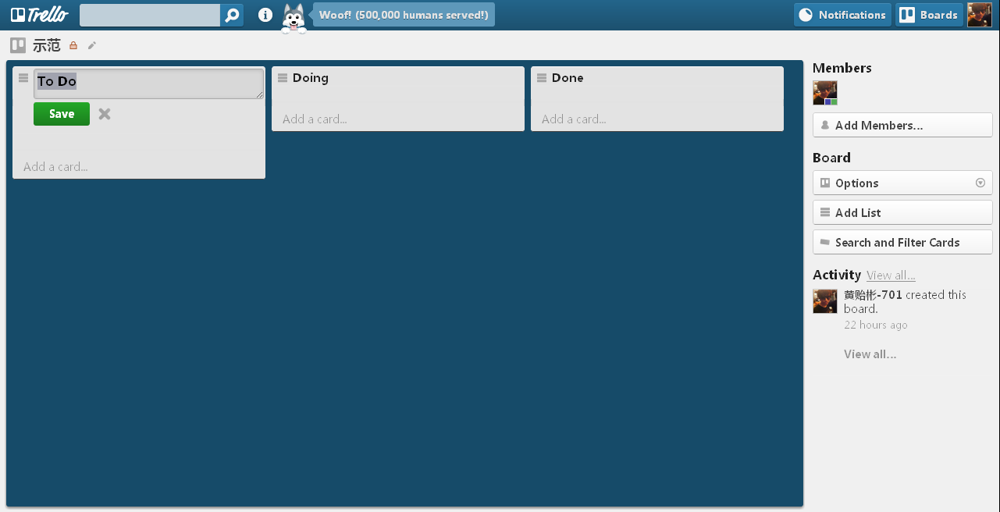 Trello
Woof! (500,000 humans served!)
Notifications
Boards
示范
To Do
Save
Add a card...
Doing
Add a card...
Done
Add a card...
Members
Add Members...
Board
Options
Add List
Search and Filter Cards
Activity View all...
黄贻彬-701 created this
board.
22 hours ago
View all...